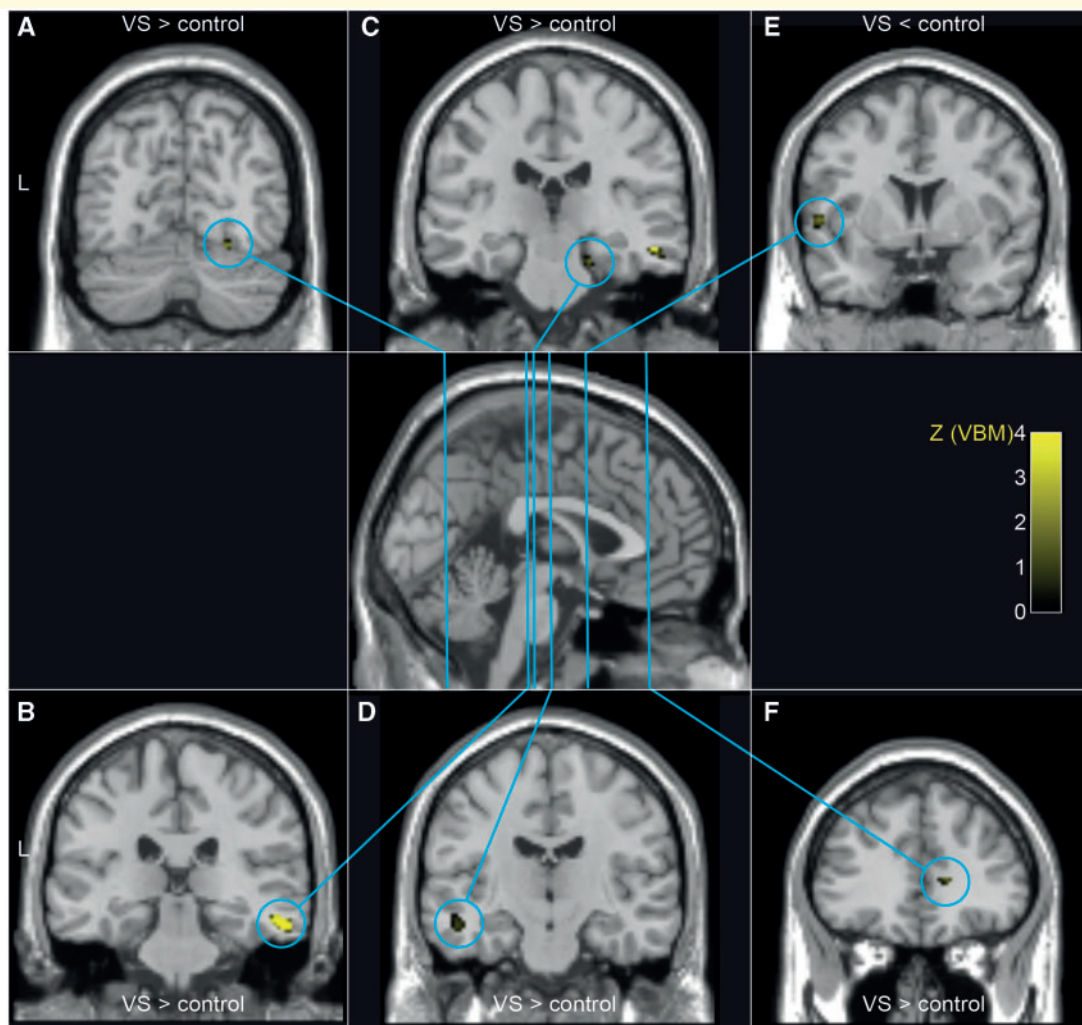 A VS > control
C VS > control
E VS < control
L
Z (VBM)
4
3
2
1
0
B
D
F
L
VS > control
VS > control
VS > control